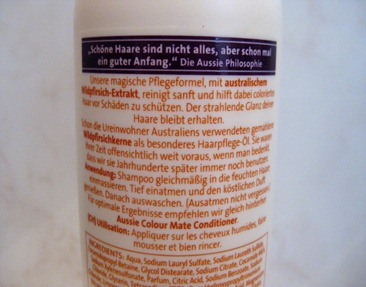 „Schöne Haare sind nicht alles, aber schon mal
ein guter Anfang.“ Die Aussie Philosophie
Unsere magische Pflegeformel, mit australischem
Wildpfirsich-Extrakt, reinigt sanft und hilft dabei coloriertes
Haar vor Schäden zu schützen. Der strahlende Glanz deiner
Haare bleibt erhalten.
Schon die Ureinwohner Australiens verwendeten gemahlene
Wildpfirsichkerne als besonderes Haarpflege-Öl. Sie waren
ihrer Zeit offensichtlich weit voraus, wenn man bedenkt,
dass wir sie Jahrhunderte später immer noch benutzen.
Anwendung: Shampoo gleichmäßig in die feuchten Haare
einmassieren. Tief einatmen und den köstlichen Duft
genießen. Danach auswaschen. (Ausatmen nicht vergessen)
Für optimale Ergebnisse empfehlen wir gleich hinterher
Aussie Colour Mate Conditioner.
(CH) Utilisation: Appliquer sur les cheveux humides, faire
mousser et bien rincer.
INGREDIENTS: Aqua, Sodium Lauryl Sulfate, Sodium Laureth Sulfate,
Betaine, Glycol Distearate, Sodium Citrate, Cocamide MEA,
Sodium Xylenesulfonate, Parfum, Citric Acid, Sodium Benzoate,